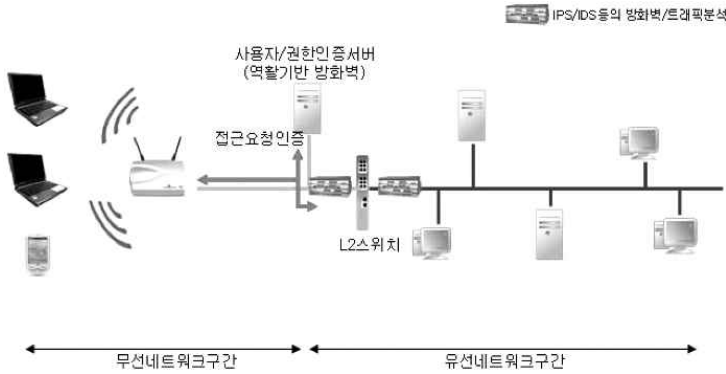 IPS/IDS등의 방화벽/트래픽분석
사용자/권한인증서버
(역활기반 방화벽)
접근요청인증
L2스위치
무선네트워크구간
유선네트워크구간